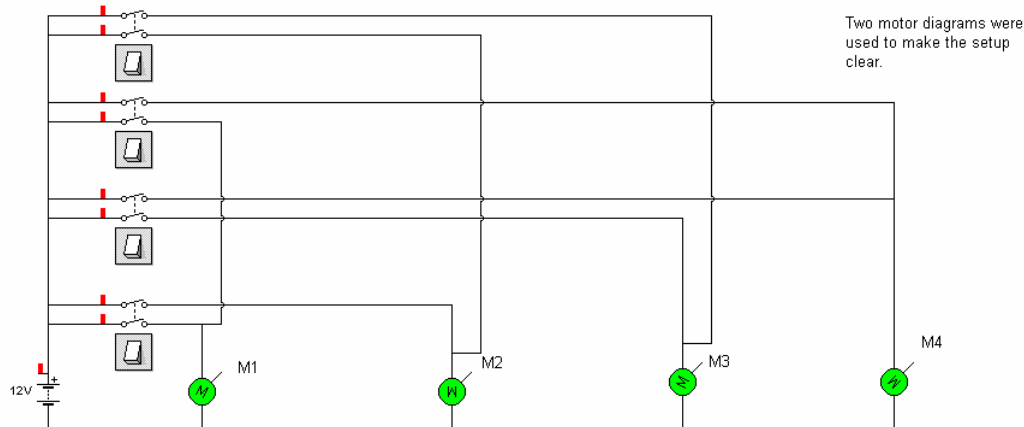 Two motor diagrams were
used to make the setup
clear.
M1
M2
M3
M4
12V
+
M
M
M
M